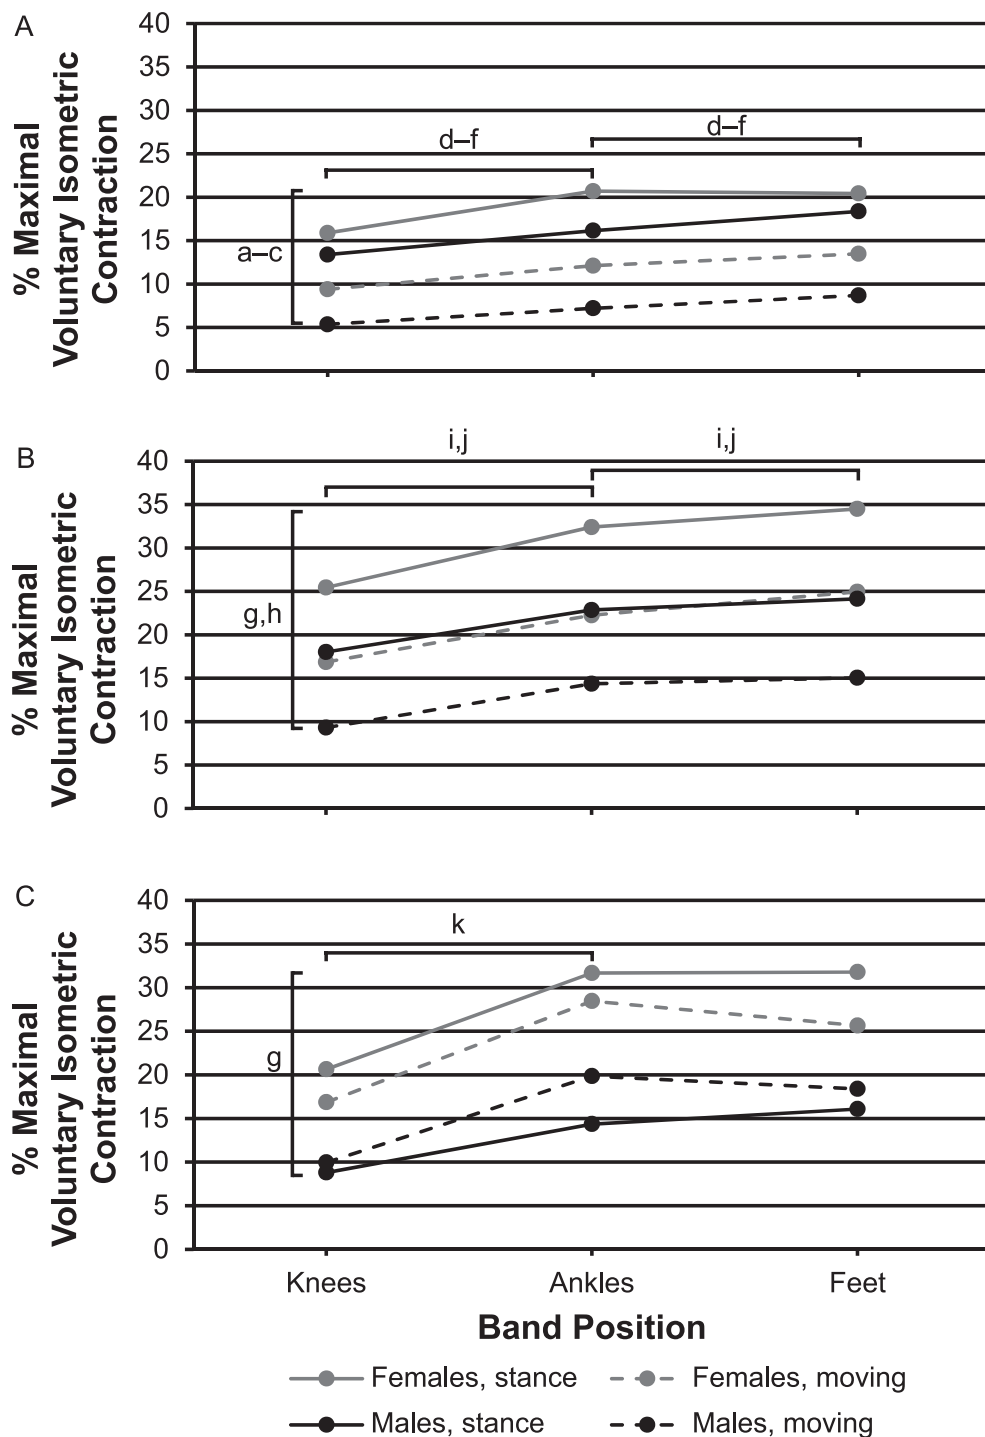 A
% Maximal
Voluntary Isometric
Contraction
40
35
30
25
20
15
10
5
0
d–f
d–f
a–c
B
% Maximal
Voluntary Isometric
Contraction
40
35
30
25
20
15
10
5
0
i,j
i,j
g,h
C
% Maximal
Voluntary Isometric
Contraction
40
35
30
25
20
15
10
5
0
k
g
Knees Ankles Feet
Band Position
Females, stance Females, moving
Males, stance Males, moving